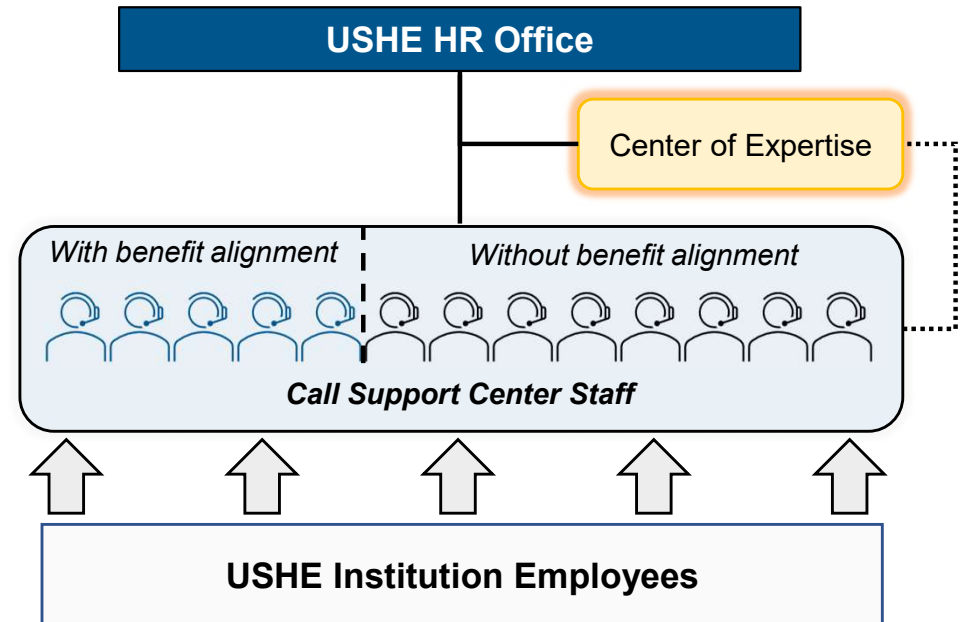 USHE HR Office
Center of Expertise
With benefit alignment
Without benefit alignment
Call Support Center Staff
USHE Institution Employees